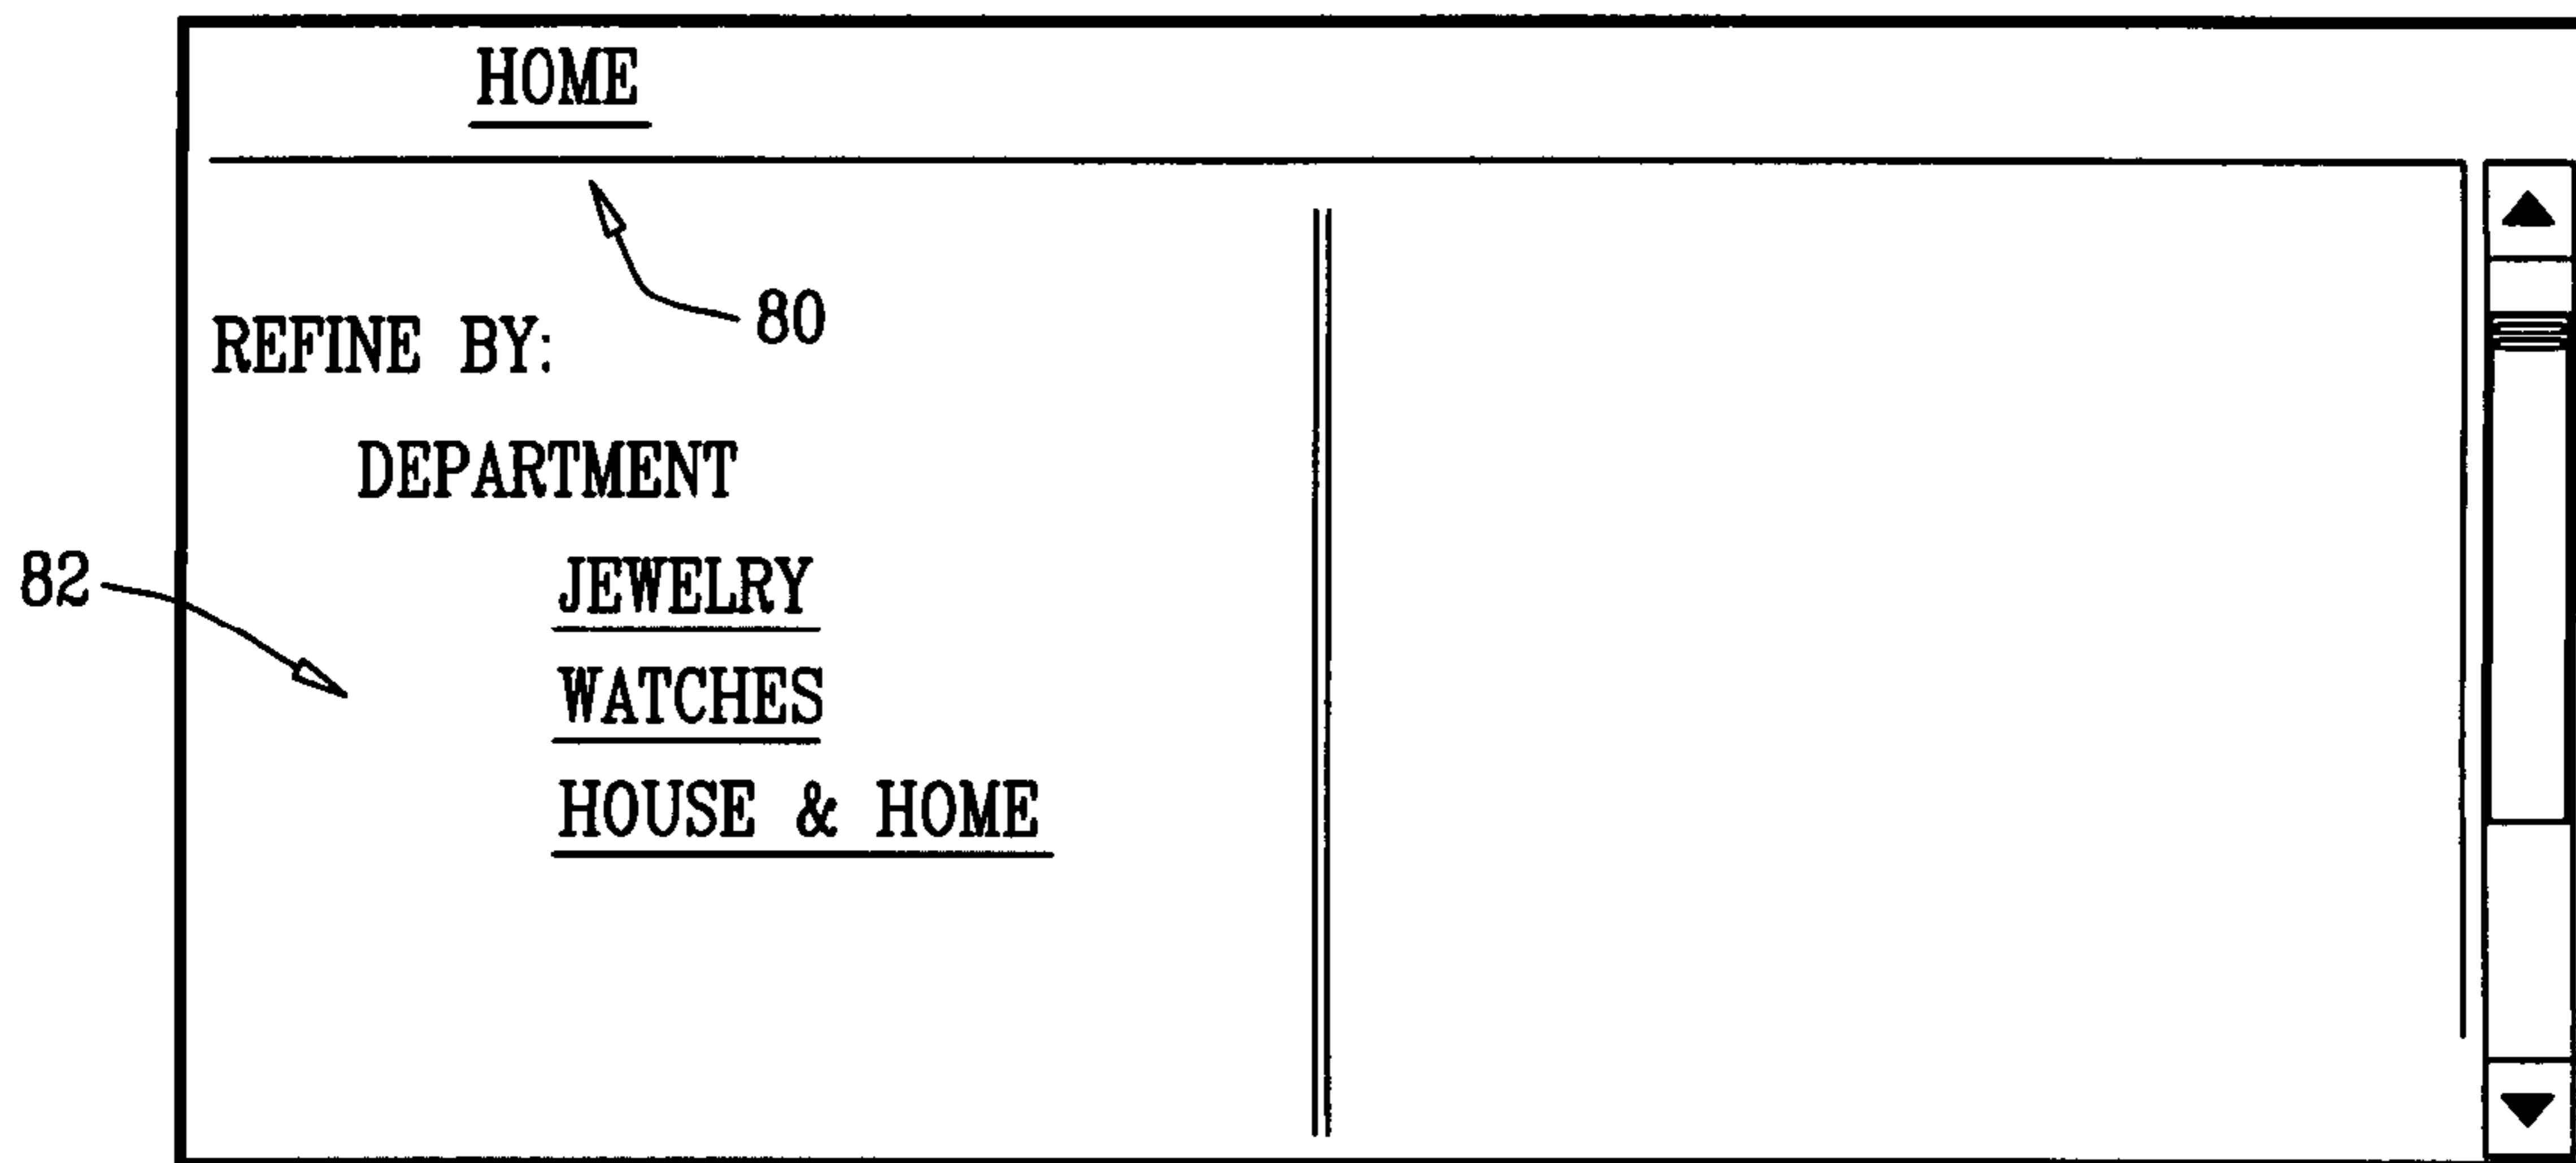 HOME
80
REFINE BY:
DEPARTMENT
82
JEWELRY
WATCHES
HOUSE & HOME